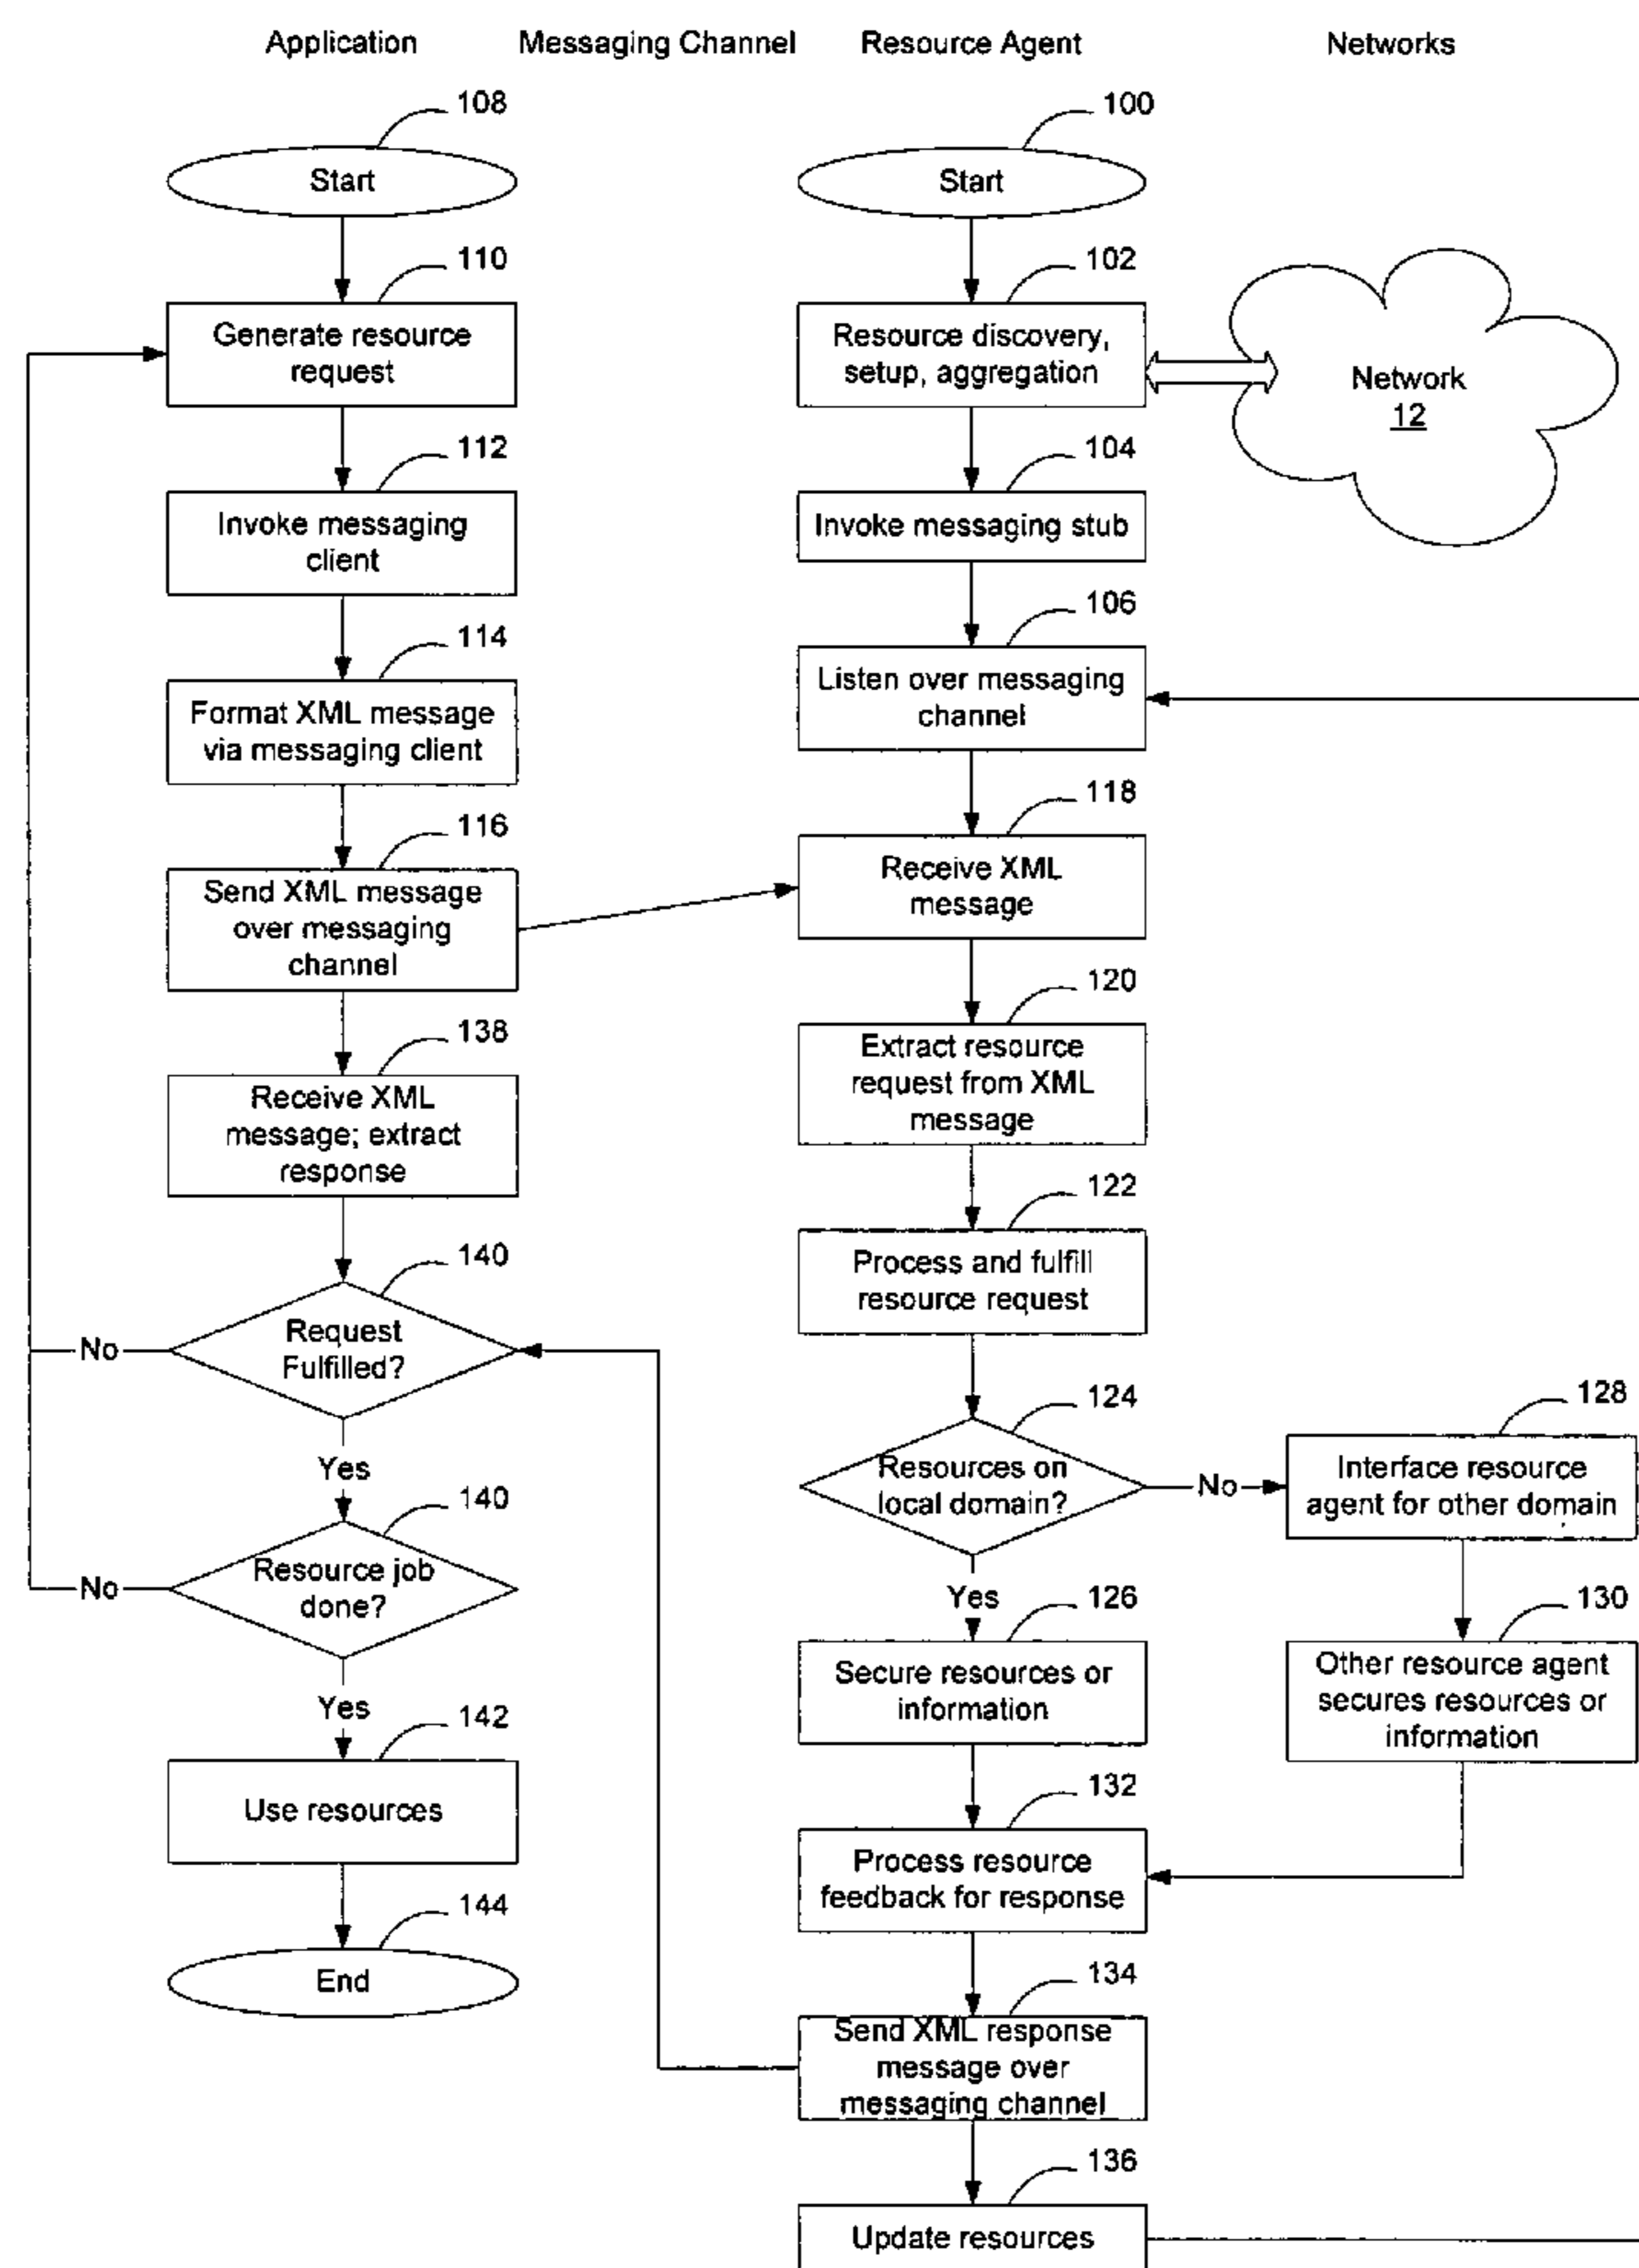 Application
Messaging Channel
Resource Agent
Networks
108
Start
110
Generate resource
request
112
Invoke messaging
client
114
Format XML message
via messaging client
116
Send XML message
over messaging
channel
138
Receive XML
message; extract
response
140
Request
Fulfilled?
No
Yes
140
Resource job
done?
No
Yes
142
Use resources
144
End
100
Start
102
Resource discovery,
setup, aggregation
Network
12
104
Invoke messaging stub
106
Listen over messaging
channel
118
Receive XML
message
120
Extract resource
request from XML
message
122
Process and fulfill
resource request
124
Resources on
local domain?
No
Yes
128
Interface resource
agent for other domain
130
Other resource agent
secures resources or
information
126
Secure resources or
information
132
Process resource
feedback for response
134
Send XML response
message over
messaging channel
136
Update resources